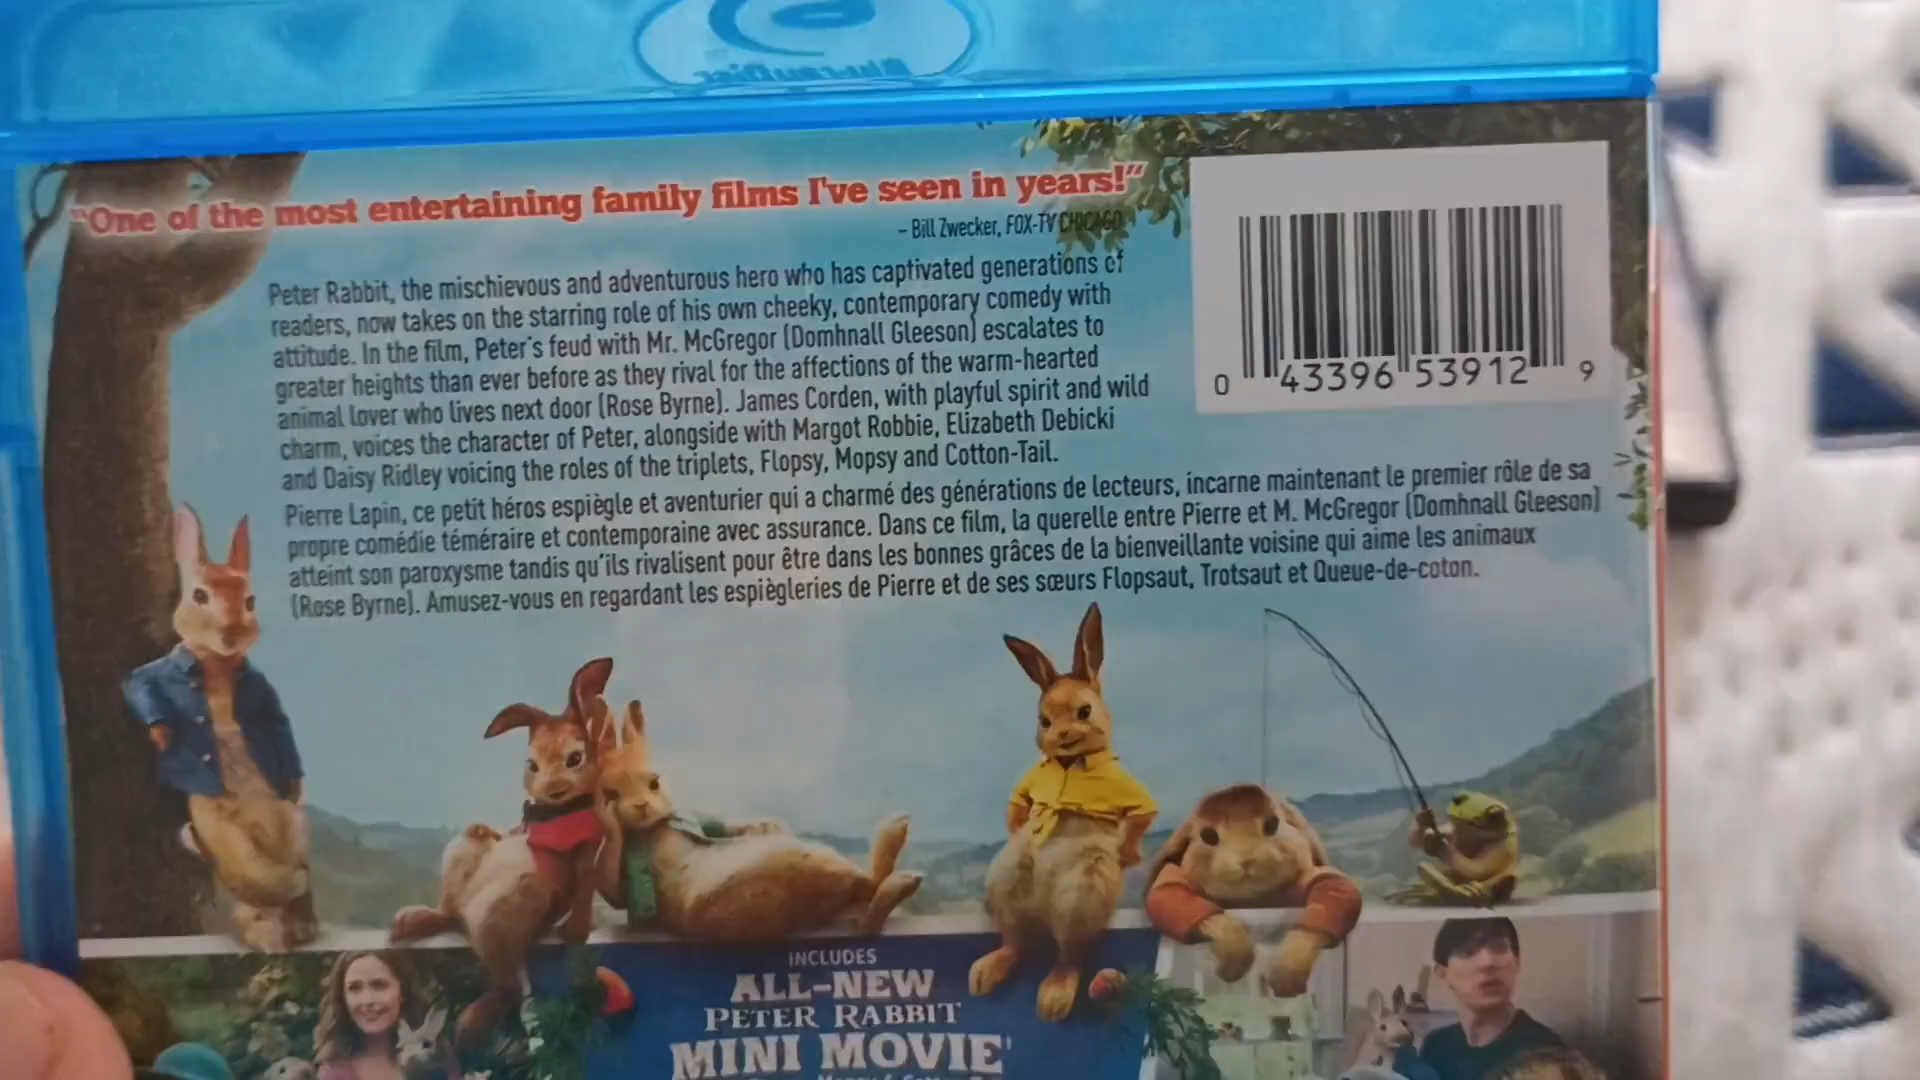 Blu-ray Disc
"One of the most entertaining family films I've seen in years!"
– Bill Zwecker, FOX-TV CHICAGO
Peter Rabbit, the mischievous and adventurous hero who has captivated generations of
readers, now takes on the starring role of his own cheeky, contemporary comedy with
attitude. In the film, Peter's feud with Mr. McGregor (Domhnall Gleeson) escalates to
greater heights than ever before as they rival for the affections of the warm-hearted
animal lover who lives next door (Rose Byrne). James Corden, with playful spirit and wild
charm, voices the character of Peter, alongside with Margot Robbie, Elizabeth Debicki
and Daisy Ridley voicing the roles of the triplets, Flopsy, Mopsy and Cotton-Tail.
0 43396 53912 9
Pierre Lapin, ce petit héros espiègle et aventurier qui a charmé des générations de lecteurs, incarne maintenant le premier rôle de sa
propre comédie téméraire et contemporaine avec assurance. Dans ce film, la querelle entre Pierre et M. McGregor (Domhnall Gleeson)
atteint son paroxysme tandis qu'ils rivalisent pour être dans les bonnes grâces de la bienveillante voisine qui aime les animaux
(Rose Byrne). Amusez-vous en regardant les espiègleries de Pierre et de ses sœurs Flopsaut, Trotsaut et Queue-de-coton.
INCLUDES
ALL-NEW
PETER RABBIT
MINI MOVIE